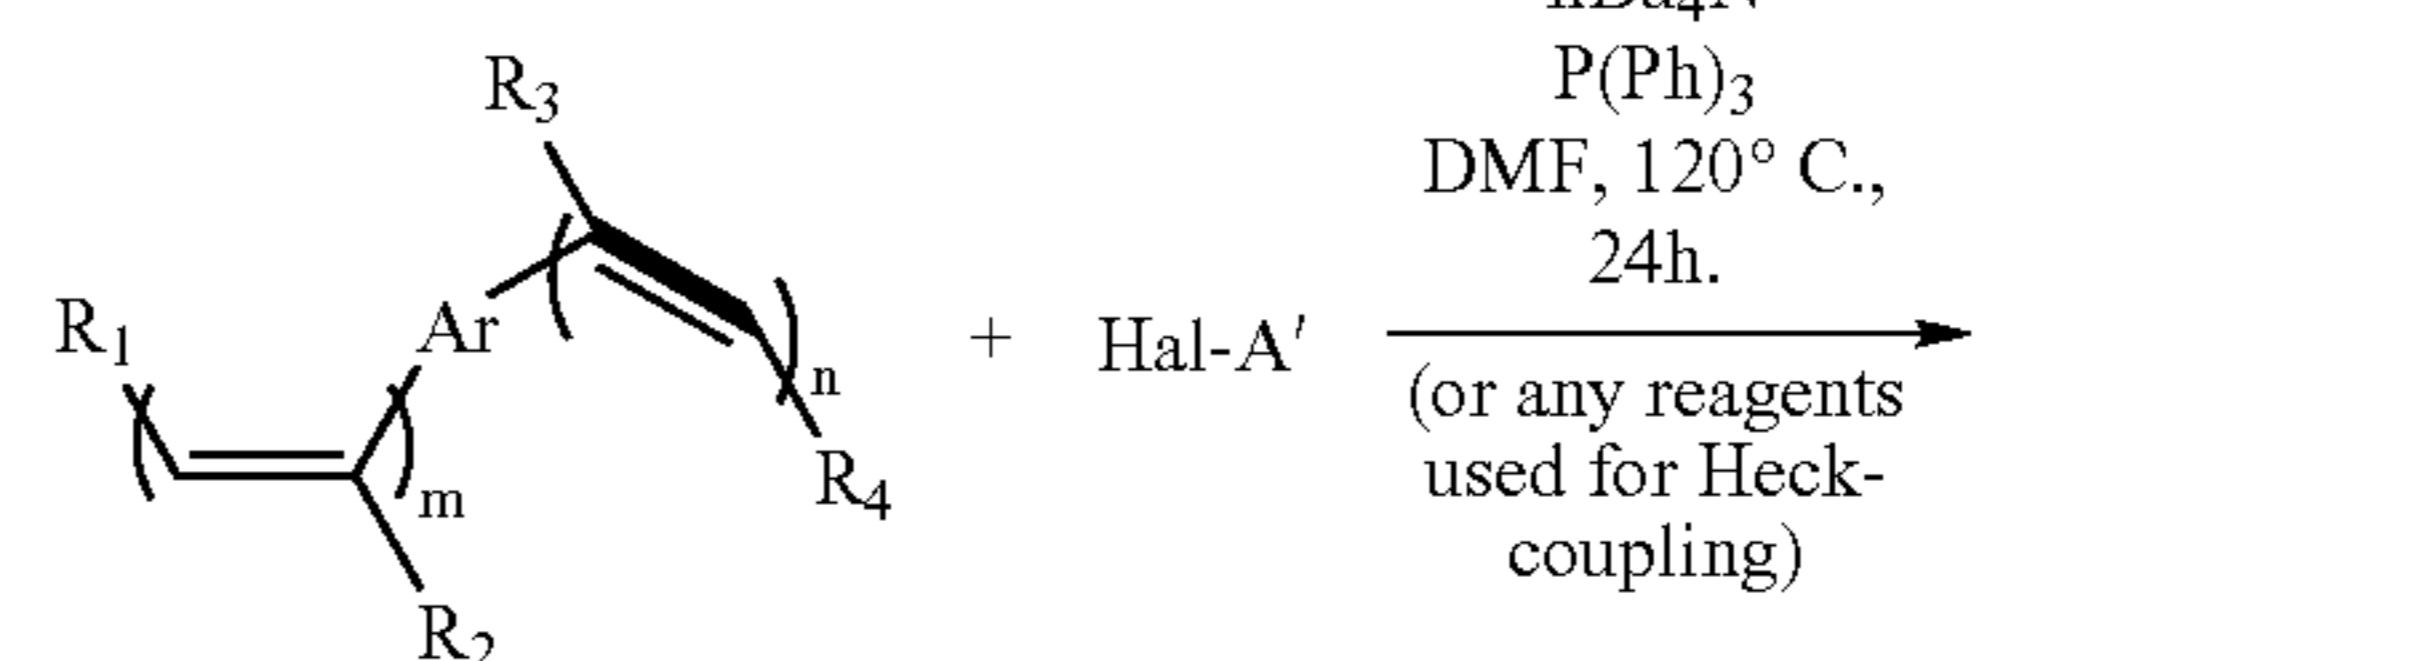 P(Ph)₃
DMF, 120° C.,
24h.
R₃
R₁
Ar
n
m
R₄
R₂
+
Hal-A′
(or any reagents
used for Heck-
coupling)